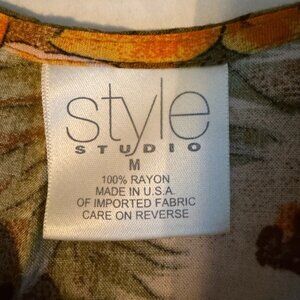 style
STUDIO
M
100% RAYON
MADE IN U.S.A.
OF IMPORTED FABRIC
CARE ON REVERSE